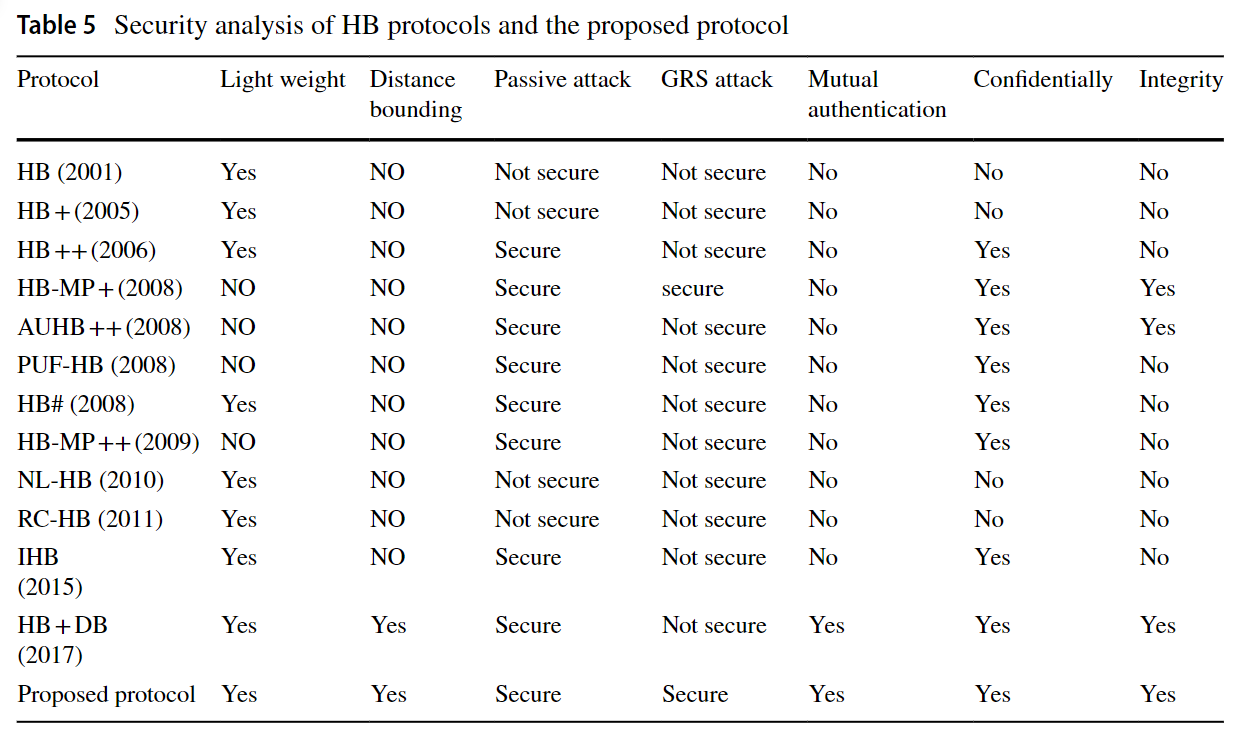 Table 5 Security analysis of HB protocols and the proposed protocol
Protocol Light weight Distance bounding Passive attack GRS attack Mutual authentication Confidentially Integrity
HB (2001) Yes NO Not secure Not secure No No No
HB + (2005) Yes NO Not secure Not secure No No No
HB ++ (2006) Yes NO Secure Not secure No Yes No
HB-MP + (2008) NO NO Secure secure No Yes Yes
AUHB ++ (2008) NO NO Secure Not secure No Yes Yes
PUF-HB (2008) NO NO Secure Not secure No Yes No
HB# (2008) Yes NO Secure Not secure No Yes No
HB-MP ++ (2009) NO NO Secure Not secure No Yes No
NL-HB (2010) Yes NO Not secure Not secure No No No
RC-HB (2011) Yes NO Not secure Not secure No No No
IHB (2015) Yes NO Secure Not secure No Yes No
HB + DB (2017) Yes Yes Secure Not secure Yes Yes Yes
Proposed protocol Yes Yes Secure Secure Yes Yes Yes